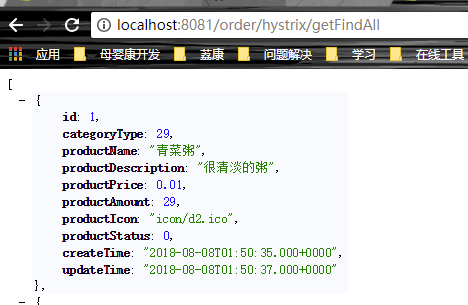 localhost:8081/order/hystrix/getFindAll
应用 母婴康开发 荔康 问题解决 学习 在线工具
[
– {
id: 1,
categoryType: 29,
productName: "青菜粥",
productDescription: "很清淡的粥",
productPrice: 0.01,
productAmount: 29,
productIcon: "icon/d2.ico",
productStatus: 0,
createTime: "2018-08-08T01:50:35.000+0000",
updateTime: "2018-08-08T01:50:37.000+0000"
},
– {